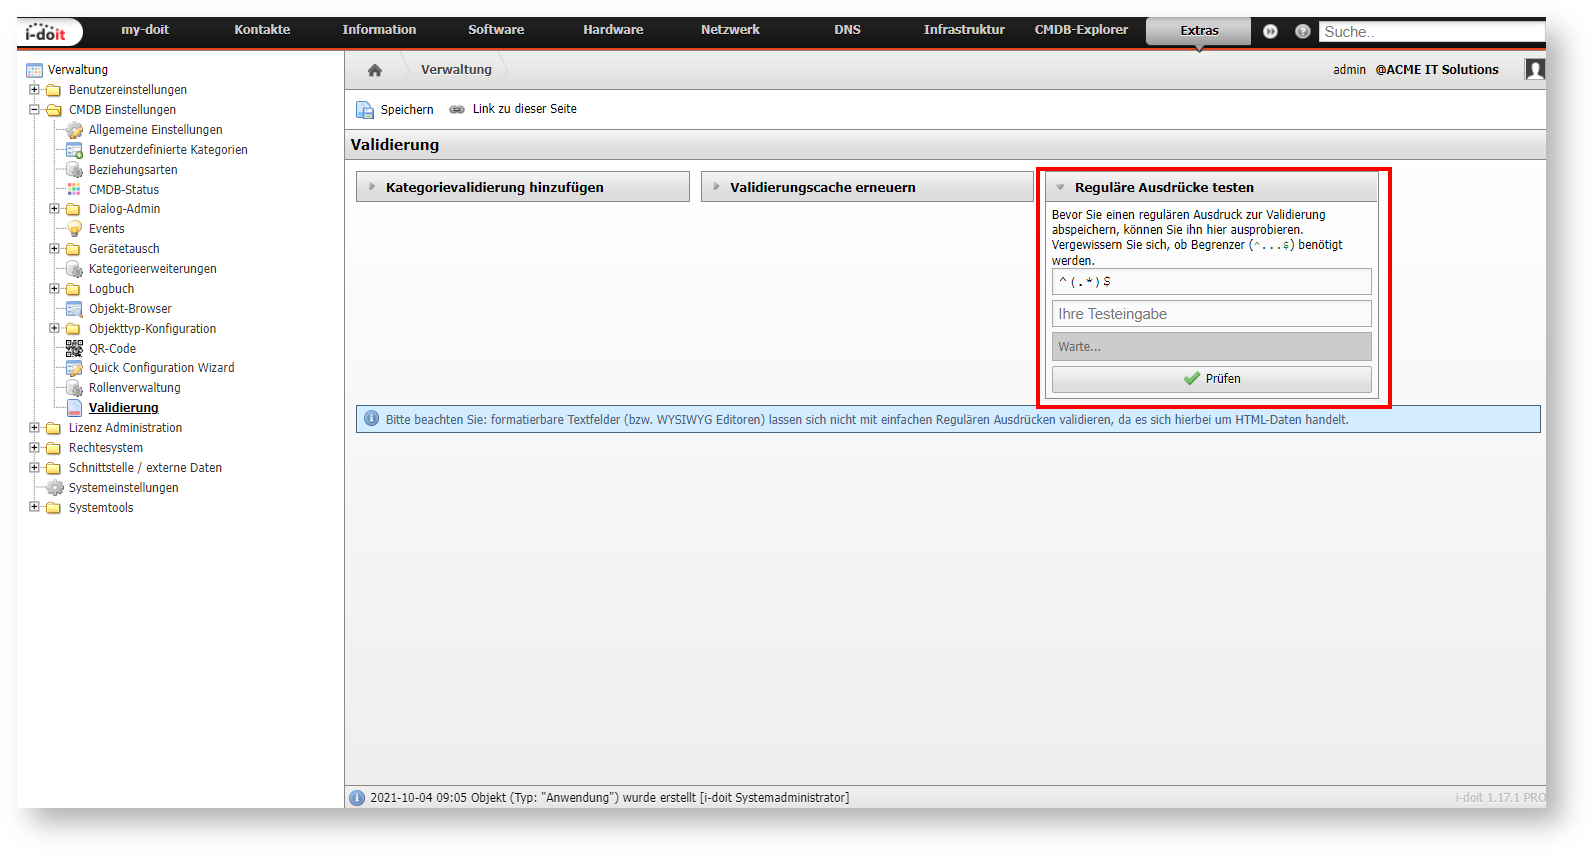 i-doit
my-doit
Kontakte
Information
Software
Hardware
Netzwerk
DNS
Infrastruktur
CMDB-Explorer
Extras
Suche..
Verwaltung
Benutzereinstellungen
CMDB Einstellungen
Allgemeine Einstellungen
Benutzerdefinierte Kategorien
Beziehungsarten
CMDB-Status
Dialog-Admin
Events
Gerätetausch
Kategorieerweiterungen
Logbuch
Objekt-Browser
Objekttyp-Konfiguration
QR-Code
Quick Configuration Wizard
Rollenverwaltung
Validierung
Lizenz Administration
Rechtesystem
Schnittstelle / externe Daten
Systemeinstellungen
Systemtools
Verwaltung
admin @ACME IT Solutions
Speichern
Link zu dieser Seite
Validierung
Kategorievalidierung hinzufügen
Validierungscache erneuern
Reguläre Ausdrücke testen
Bevor Sie einen regulären Ausdruck zur Validierung
abspeichern, können Sie ihn hier ausprobieren.
Vergewissern Sie sich, ob Begrenzer (^...$) benötigt
werden.
^(.*)$
Ihre Testeingabe
Warte...
Prüfen
Bitte beachten Sie: formatierbare Textfelder (bzw. WYSIWYG Editoren) lassen sich nicht mit einfachen Regulären Ausdrücken validieren, da es sich hierbei um HTML-Daten handelt.
2021-10-04 09:05 Objekt (Typ: "Anwendung") wurde erstellt [i-doit Systemadministrator]
i-doit 1.17.1 PRO